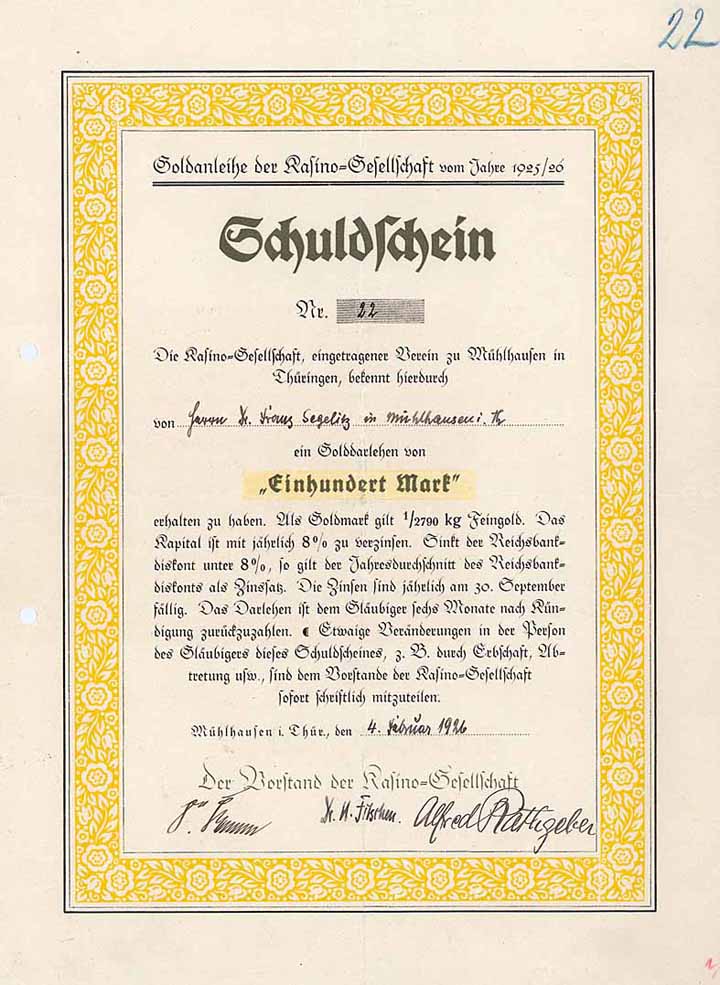 22
Goldanleihe der Kasino=Gesellschaft vom Jahre 1925/26
Schuldschein
Nr. 22
Die Kasino=Gesellschaft, eingetragener Verein zu Mühlhausen in
Thüringen, bekennt hierdurch
von Herrn Dr. Franz Segelitz in Mühlhausen i. Th
ein Golddarlehen von
„Einhundert Mark"
erhalten zu haben. Als Goldmark gilt 1/2790 kg Feingold. Das
Kapital ist mit jährlich 8% zu verzinsen. Sinkt der Reichsbank=
diskont unter 8%, so gilt der Jahresdurchschnitt des Reichsbank=
diskonts als Zinssatz. Die Zinsen sind jährlich am 30. September
fällig. Das Darlehen ist dem Gläubiger sechs Monate nach Kün=
digung zurückzuzahlen. Etwaige Veränderungen in der Person
des Gläubigers dieses Schuldscheines, z. B. durch Erbschaft, Ab=
tretung usw., sind dem Vorstande der Kasino=Gesellschaft
sofort schriftlich mitzuteilen.
Mühlhausen i. Thür., den 4. Februar 1926
Der Vorstand der Kasino=Gesellschaft
Dr. H. Fitschen. Alfred Rathgeber